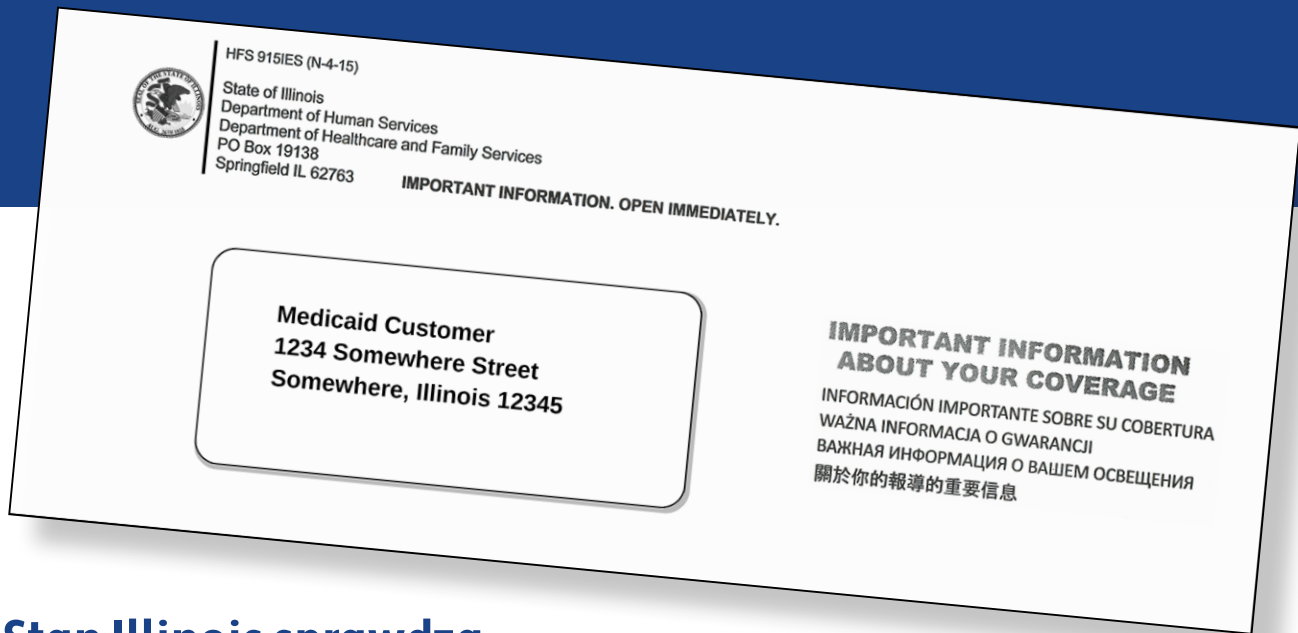 HFS 915IES (N-4-15)
State of Illinois
Department of Human Services
Department of Healthcare and Family Services
PO Box 19138
Springfield IL 62763
IMPORTANT INFORMATION. OPEN IMMEDIATELY.
Medicaid Customer
1234 Somewhere Street
Somewhere, Illinois 12345
IMPORTANT INFORMATION
ABOUT YOUR COVERAGE
INFORMACIÓN IMPORTANTE SOBRE SU COBERTURA
WAŻNA INFORMACJA O GWARANCJI
ВАЖНАЯ ИНФОРМАЦИЯ О ВАШЕМ ОСВЕЩЕНИЯ
關於你的報導的重要信息
Stan Illinois sprawdza